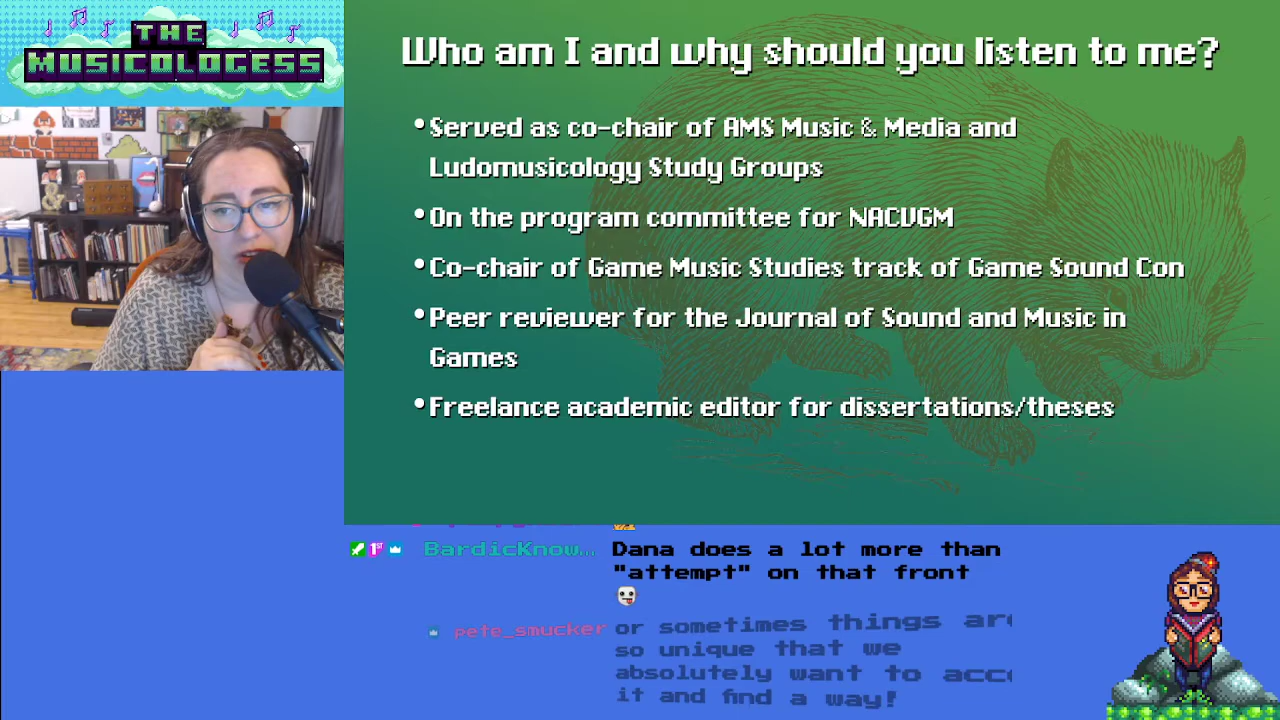 THE
MUSICOLOGESS
Who am I and why should you listen to me?
•Served as co-chair of AMS Music & Media and
Ludomusicology Study Groups
•On the program committee for NACVGM
•Co-chair of Game Music Studies track of Game Sound Con
•Peer reviewer for the Journal of Sound and Music in
Games
•Freelance academic editor for dissertations/theses
BardicKnow... Dana does a lot more than
"attempt" on that front
pete_smucker or sometimes things are
so unique that we
absolutely want to acc
it and find a way!